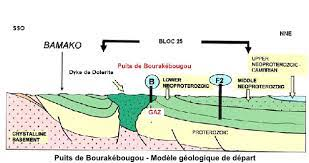 SSO
NNE
BAMAKO
BLOC 25
Puits de Bourakébougou
UPPER
NEOPROTEROZOIC -
CAMBRIAN
Dyke de Dolerite
B
LOWER
NEOPROTEROZOIC
F2
MIDDLE
NEOPROTEROZOIC
GAZ
CRYSTALLINE
BASEMENT
PROTEROZOIC
Puits de Bourakébougou - Modèle géologique de départ